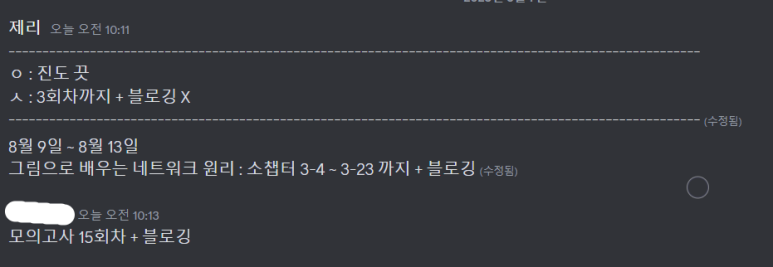 제리 오늘 오전 10:11
----------------------------------------------------------------------
ㅇ : 진도 끗
ㅅ : 3회차까지 + 블로깅 X
---------------------------------------------------------------------- (수정됨)
8월 9일 ~ 8월 13일
그림으로 배우는 네트워크 원리 : 소챕터 3-4 ~ 3-23 까지 + 블로깅 (수정됨)
오늘 오전 10:13
모의고사 15회차 + 블로깅